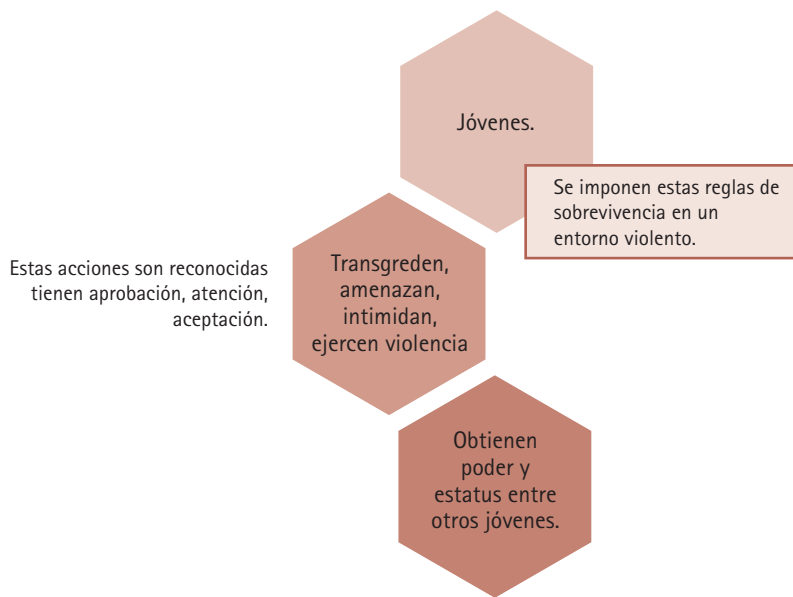 Jóvenes.
Se imponen estas reglas de
sobrevivencia en un
entorno violento.
Estas acciones son reconocidas
tienen aprobación, atención,
aceptación.
Transgreden,
amenazan,
intimidan,
ejercen violencia
Obtienen
poder y
estatus entre
otros jóvenes.